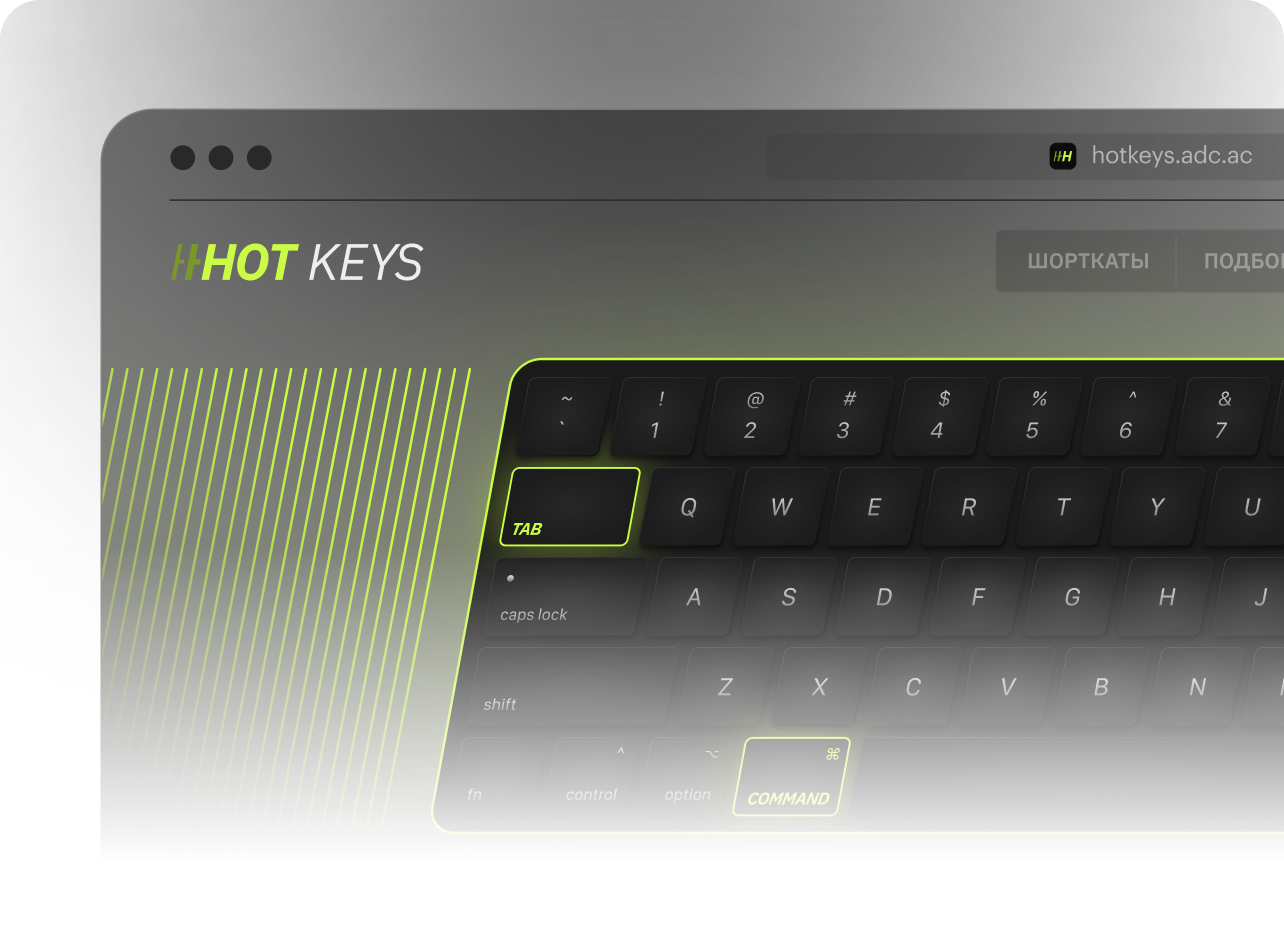 hotkeys.adc.ac
HOT KEYS
ШОРТКАТЫ
~ ! @ # $ % ^ &
` 1 2 3 4 5 6 7
TAB Q W E R T Y U
caps lock A S D F G H J
shift Z X C V B N
^ ⌥ ⌘
fn control option COMMAND